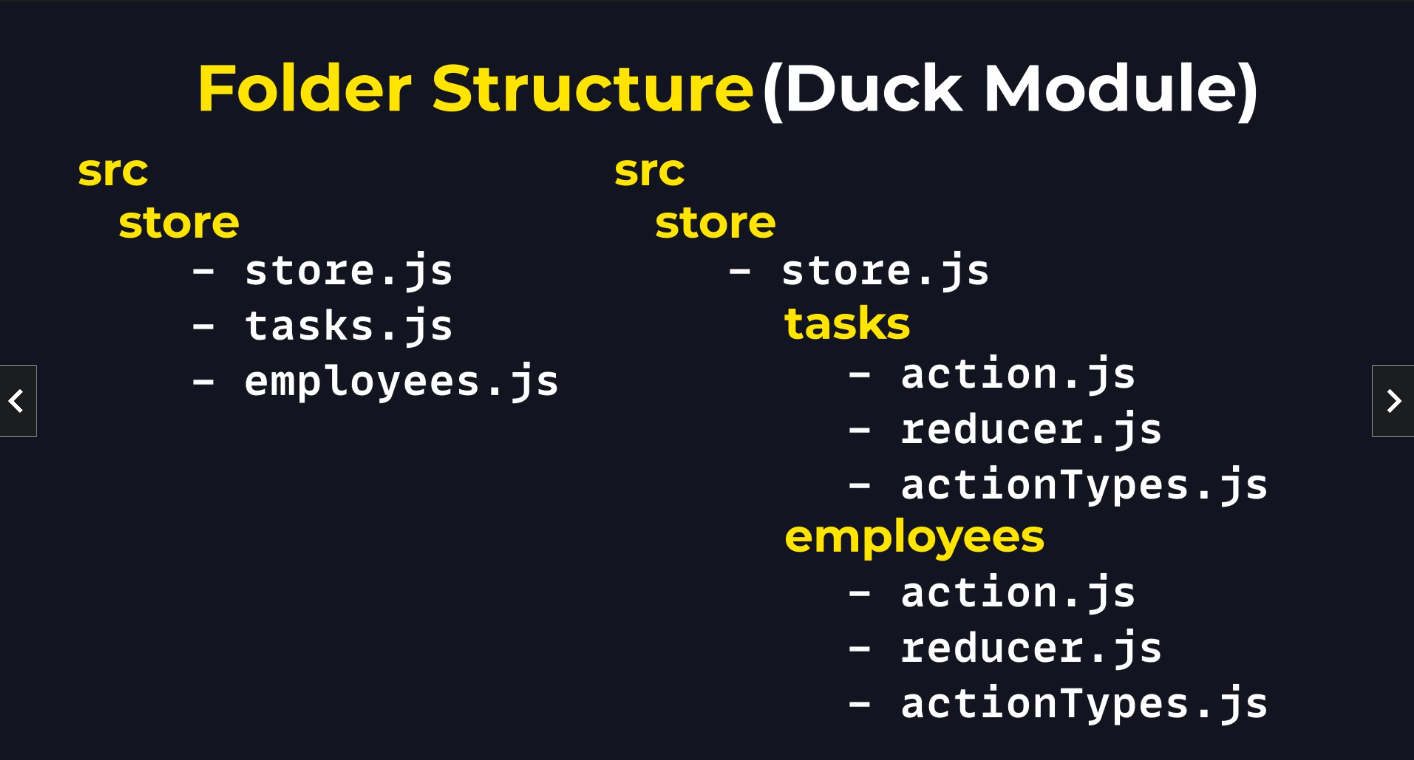 Folder Structure (Duck Module)
src
store
- store.js
- tasks.js
- employees.js
src
store
- store.js
tasks
- action.js
- reducer.js
- actionTypes.js
employees
- action.js
- reducer.js
- actionTypes.js